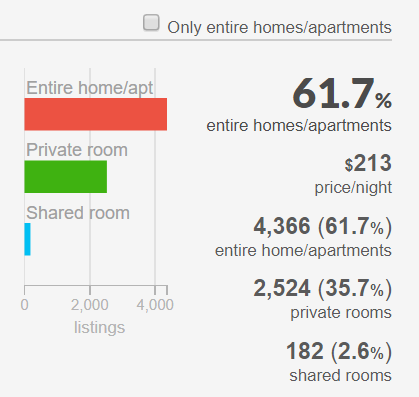 Only entire homes/apartments
Entire home/apt
Private room
Shared room
0 2,000 4,000
listings
61.7%
entire homes/apartments
$213
price/night
4,366 (61.7%)
entire home/apartments
2,524 (35.7%)
private rooms
182 (2.6%)
shared rooms